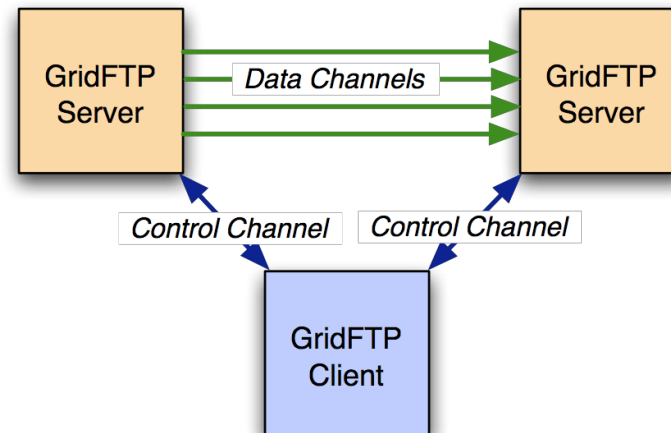 GridFTP
Server
Data Channels
GridFTP
Server
Control Channel
Control Channel
GridFTP
Client